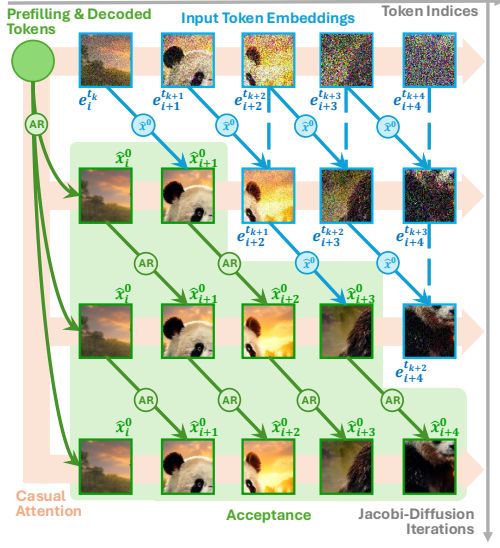 Prefilling & Decoded
Tokens
Input Token Embeddings
Token Indices
e_i^{t_k}
e_{i+1}^{t_{k+1}}
e_{i+2}^{t_{k+2}}
e_{i+3}^{t_{k+3}}
e_{i+4}^{t_{k+4}}
AR
x̂^0
x̂^0
x̂^0
x̂^0
x̂_i^0
x̂_{i+1}^0
e_{i+2}^{t_{k+1}}
e_{i+3}^{t_{k+2}}
e_{i+4}^{t_{k+3}}
AR
AR
x̂^0
x̂^0
x̂_i^0
x̂_{i+1}^0
x̂_{i+2}^0
x̂_{i+3}^0
e_{i+4}^{t_{k+2}}
AR
AR
AR
AR
x̂_i^0
x̂_{i+1}^0
x̂_{i+2}^0
x̂_{i+3}^0
x̂_{i+4}^0
Casual
Attention
Acceptance
Jacobi-Diffusion
Iterations